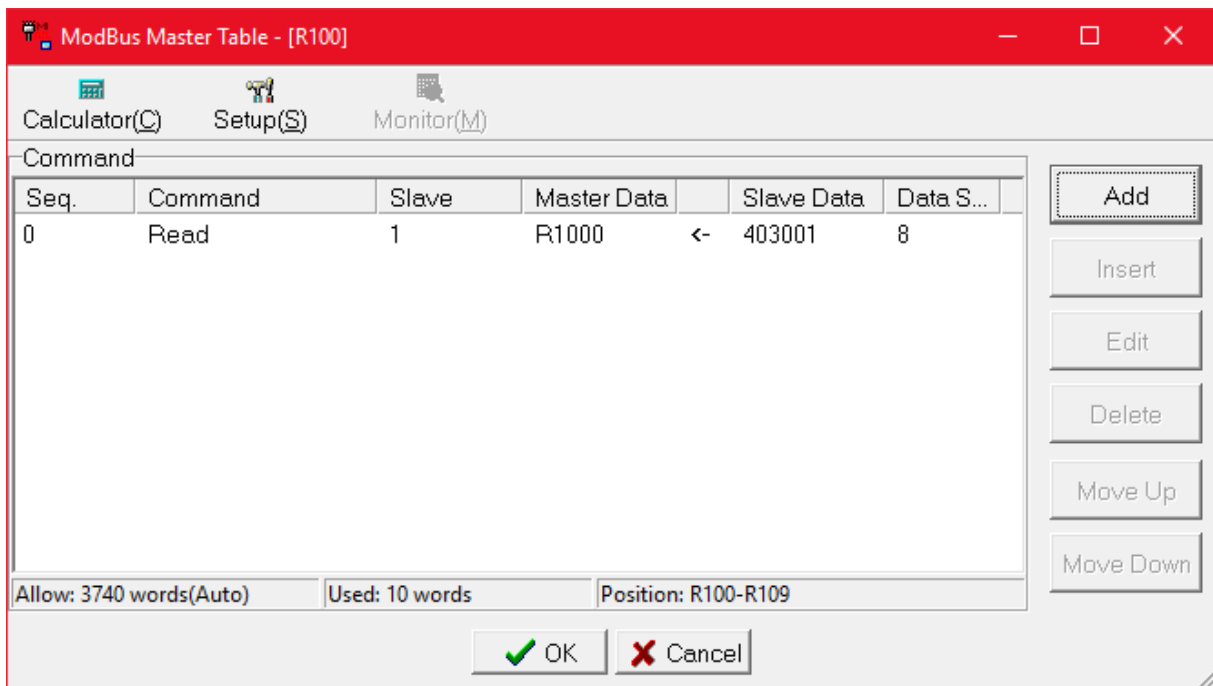 ModBus Master Table - [R100]
Calculator(C) Setup(S) Monitor(M)
Command
Seq. Command Slave Master Data Slave Data Data S...
0 Read 1 R1000 <- 403001 8
Add
Insert
Edit
Delete
Move Up
Move Down
Allow: 3740 words(Auto) Used: 10 words Position: R100-R109
OK Cancel